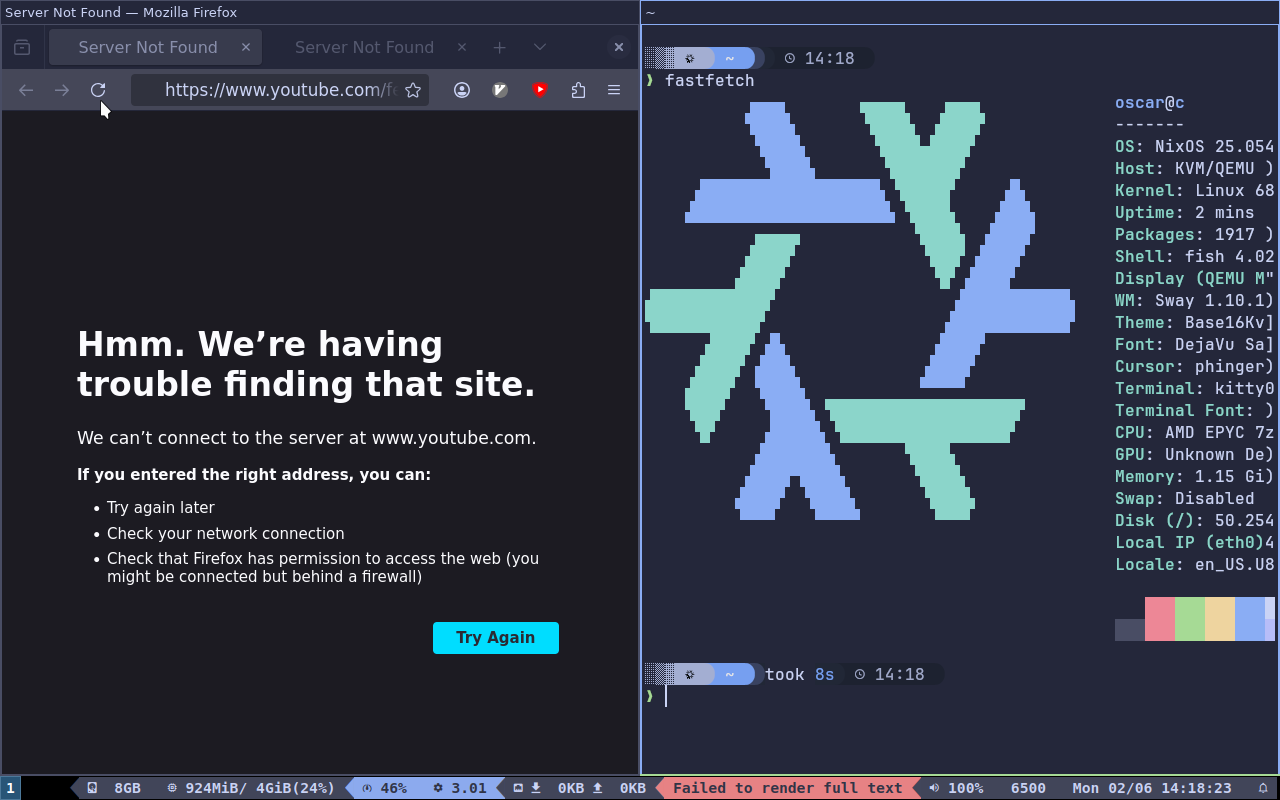 Server Not Found — Mozilla Firefox
Server Not Found
Server Not Found
https://www.youtube.com/fe
Hmm. We’re having
trouble finding that site.
We can’t connect to the server at www.youtube.com.
If you entered the right address, you can:
• Try again later
• Check your network connection
• Check that Firefox has permission to access the web (you
might be connected but behind a firewall)
Try Again
~
~ 14:18
❯ fastfetch
oscar@c
-------
OS: NixOS 25.054
Host: KVM/QEMU )
Kernel: Linux 68
Uptime: 2 mins
Packages: 1917 )
Shell: fish 4.02
Display (QEMU M"
WM: Sway 1.10.1)
Theme: Base16Kv]
Font: DejaVu Sa]
Cursor: phinger)
Terminal: kitty0
Terminal Font: )
CPU: AMD EPYC 7z
GPU: Unknown De)
Memory: 1.15 Gi)
Swap: Disabled
Disk (/): 50.254
Local IP (eth0)4
Locale: en_US.U8
~ took 8s 14:18
❯
1 8GB 924MiB/ 4GiB(24%) 46% 3.01 0KB 0KB Failed to render full text 100% 6500 Mon 02/06 14:18:23